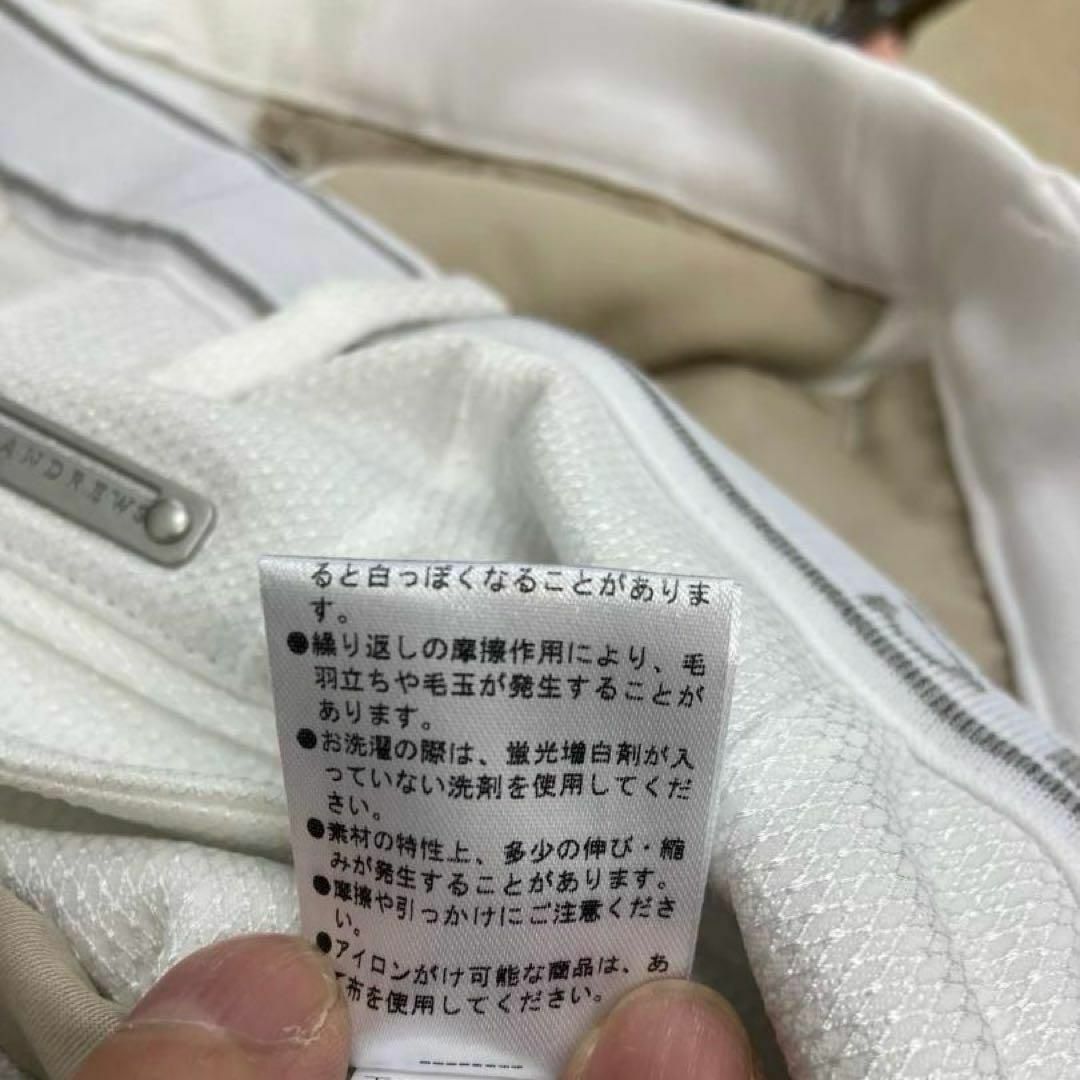 ANDREWS
ると白っぽくなることがありま
す。
●繰り返しの摩擦作用により、毛
羽立ちや毛玉が発生することが
あります。
●お洗濯の際は、蛍光増白剤が入
っていない洗剤を使用してくだ
さい。
●素材の特性上、多少の伸び・縮
みが発生することがあります。
●摩擦や引っかけにご注意くださ
い。
●アイロンがけ可能な商品は、あ
て布を使用してください。